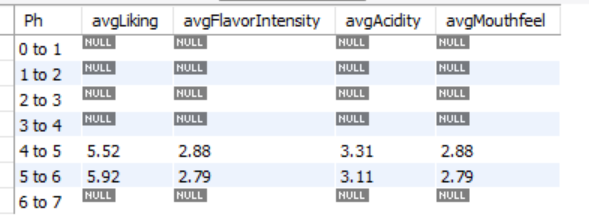 Ph avgLiking avgFlavorIntensity avgAcidity avgMouthfeel
0 to 1 NULL NULL NULL NULL
1 to 2 NULL NULL NULL NULL
2 to 3 NULL NULL NULL NULL
3 to 4 NULL NULL NULL NULL
4 to 5 5.52 2.88 3.31 2.88
5 to 6 5.92 2.79 3.11 2.79
6 to 7 NULL NULL NULL NULL